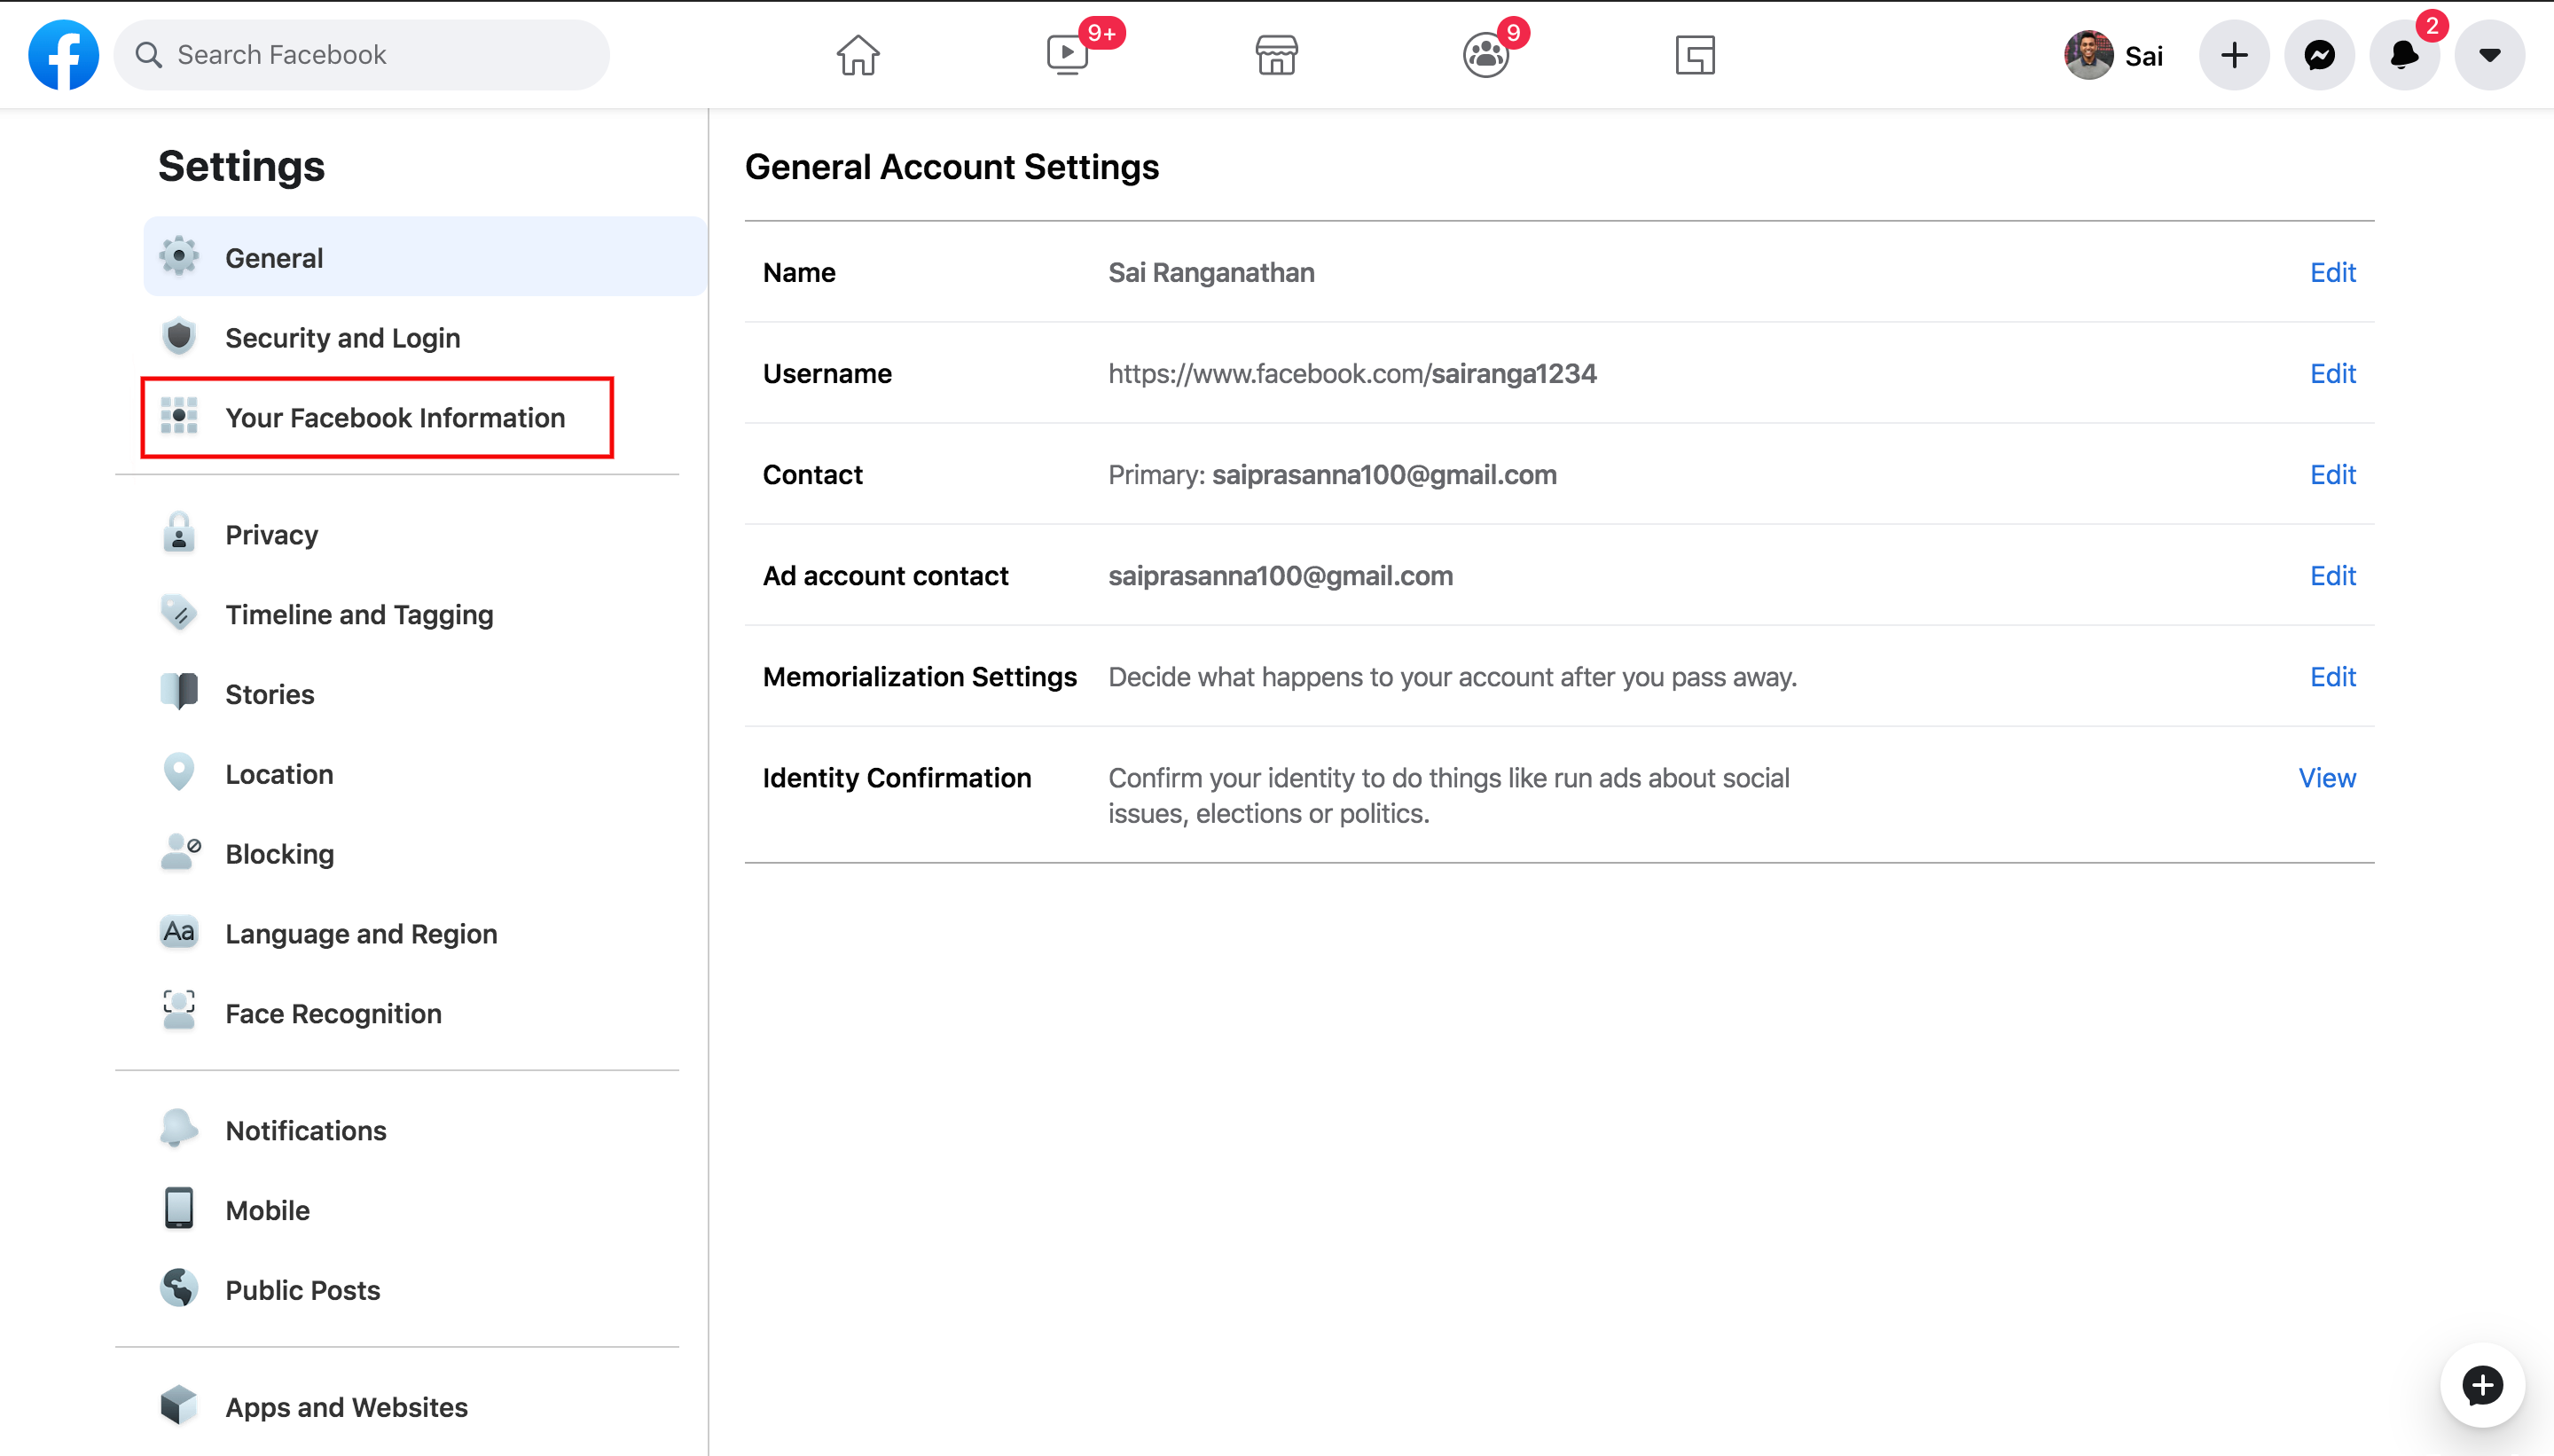 Search Facebook
9+
9
Sai
2
Settings
General
Security and Login
Your Facebook Information
Privacy
Timeline and Tagging
Stories
Location
Blocking
Aa
Language and Region
Face Recognition
Notifications
Mobile
Public Posts
Apps and Websites
General Account Settings
Name Sai Ranganathan Edit
Username https://www.facebook.com/sairanga1234 Edit
Contact Primary: saiprasanna100@gmail.com Edit
Ad account contact saiprasanna100@gmail.com Edit
Memorialization Settings Decide what happens to your account after you pass away. Edit
Identity Confirmation Confirm your identity to do things like run ads about social View
issues, elections or politics.